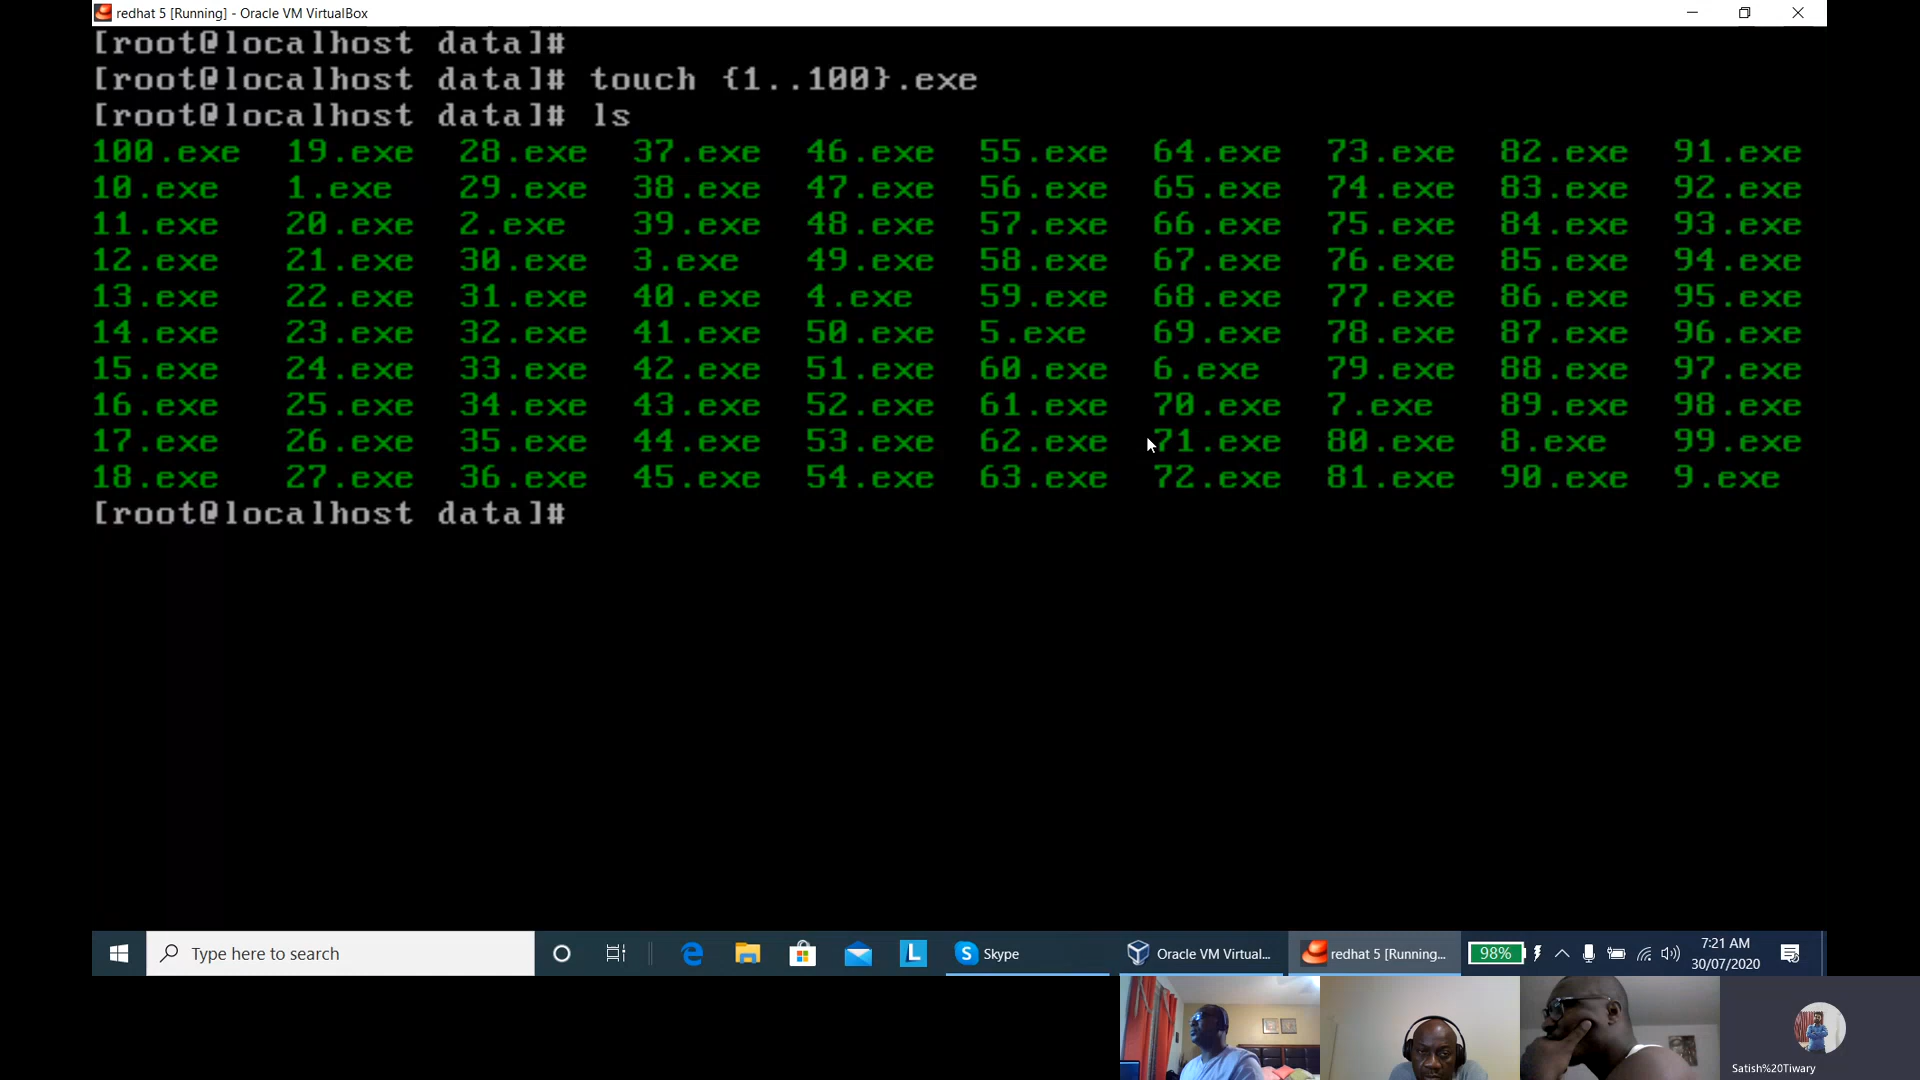 redhat 5 [Running] - Oracle VM VirtualBox
[root@localhost data]#
[root@localhost data]# touch {1..100}.exe
[root@localhost data]# ls
100.exe 19.exe 28.exe 37.exe 46.exe 55.exe 64.exe 73.exe 82.exe 91.exe
10.exe 1.exe 29.exe 38.exe 47.exe 56.exe 65.exe 74.exe 83.exe 92.exe
11.exe 20.exe 2.exe 39.exe 48.exe 57.exe 66.exe 75.exe 84.exe 93.exe
12.exe 21.exe 30.exe 3.exe 49.exe 58.exe 67.exe 76.exe 85.exe 94.exe
13.exe 22.exe 31.exe 40.exe 4.exe 59.exe 68.exe 77.exe 86.exe 95.exe
14.exe 23.exe 32.exe 41.exe 50.exe 5.exe 69.exe 78.exe 87.exe 96.exe
15.exe 24.exe 33.exe 42.exe 51.exe 60.exe 6.exe 79.exe 88.exe 97.exe
16.exe 25.exe 34.exe 43.exe 52.exe 61.exe 70.exe 7.exe 89.exe 98.exe
17.exe 26.exe 35.exe 44.exe 53.exe 62.exe 71.exe 80.exe 8.exe 99.exe
18.exe 27.exe 36.exe 45.exe 54.exe 63.exe 72.exe 81.exe 90.exe 9.exe
[root@localhost data]#
Type here to search L S Skype Oracle VM Virtual... redhat 5 [Running... 98% 7:21 AM
30/07/2020
Satish%20Tiwary